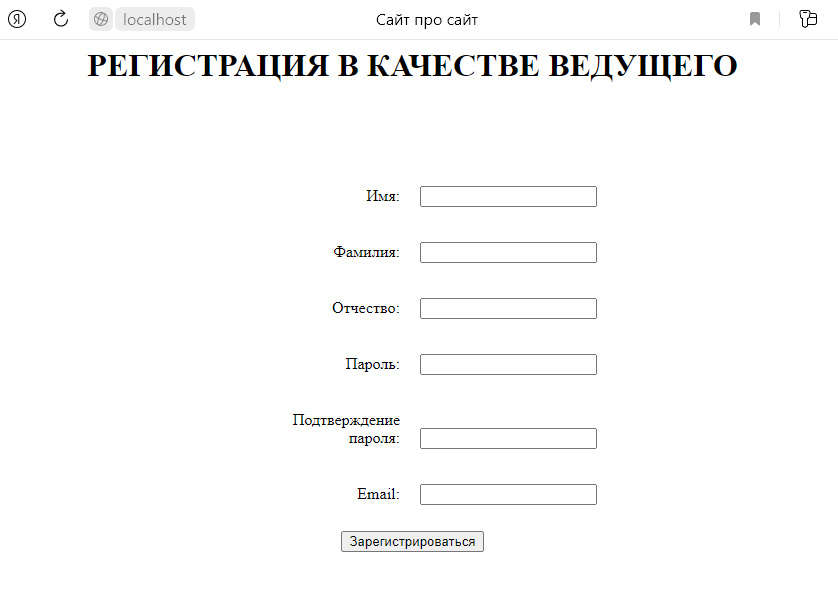 Я localhost Сайт про сайт
РЕГИСТРАЦИЯ В КАЧЕСТВЕ ВЕДУЩЕГО
Имя:
Фамилия:
Отчество:
Пароль:
Подтверждение
пароля:
Email:
Зарегистрироваться